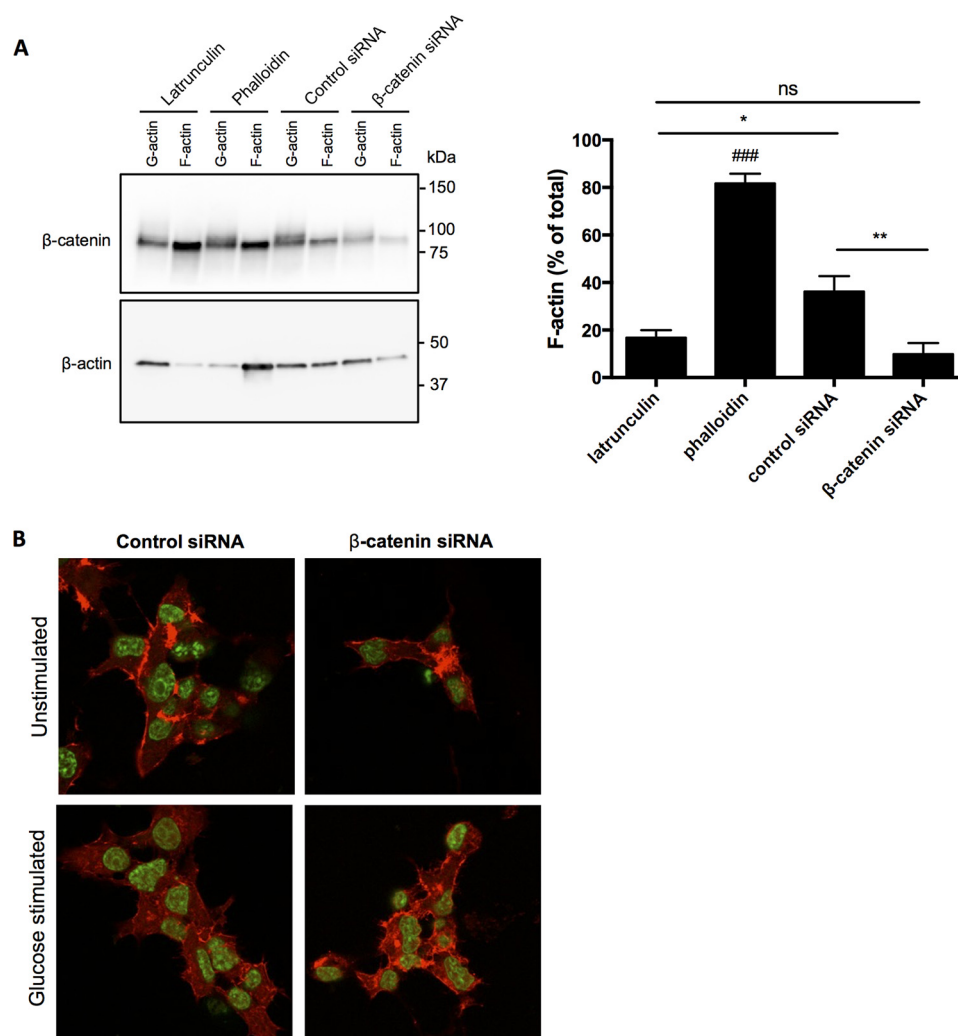 A
Latrunculin
Phalloidin
Control siRNA
β-catenin siRNA
G-actin
F-actin
G-actin
F-actin
G-actin
F-actin
G-actin
F-actin
kDa
150
β-catenin
100
75
β-actin
50
37
ns
*
###
**
F-actin (% of total)
100
80
60
40
20
0
latrunculin
phalloidin
control siRNA
β-catenin siRNA
B
Control siRNA
β-catenin siRNA
Unstimulated
Glucose stimulated